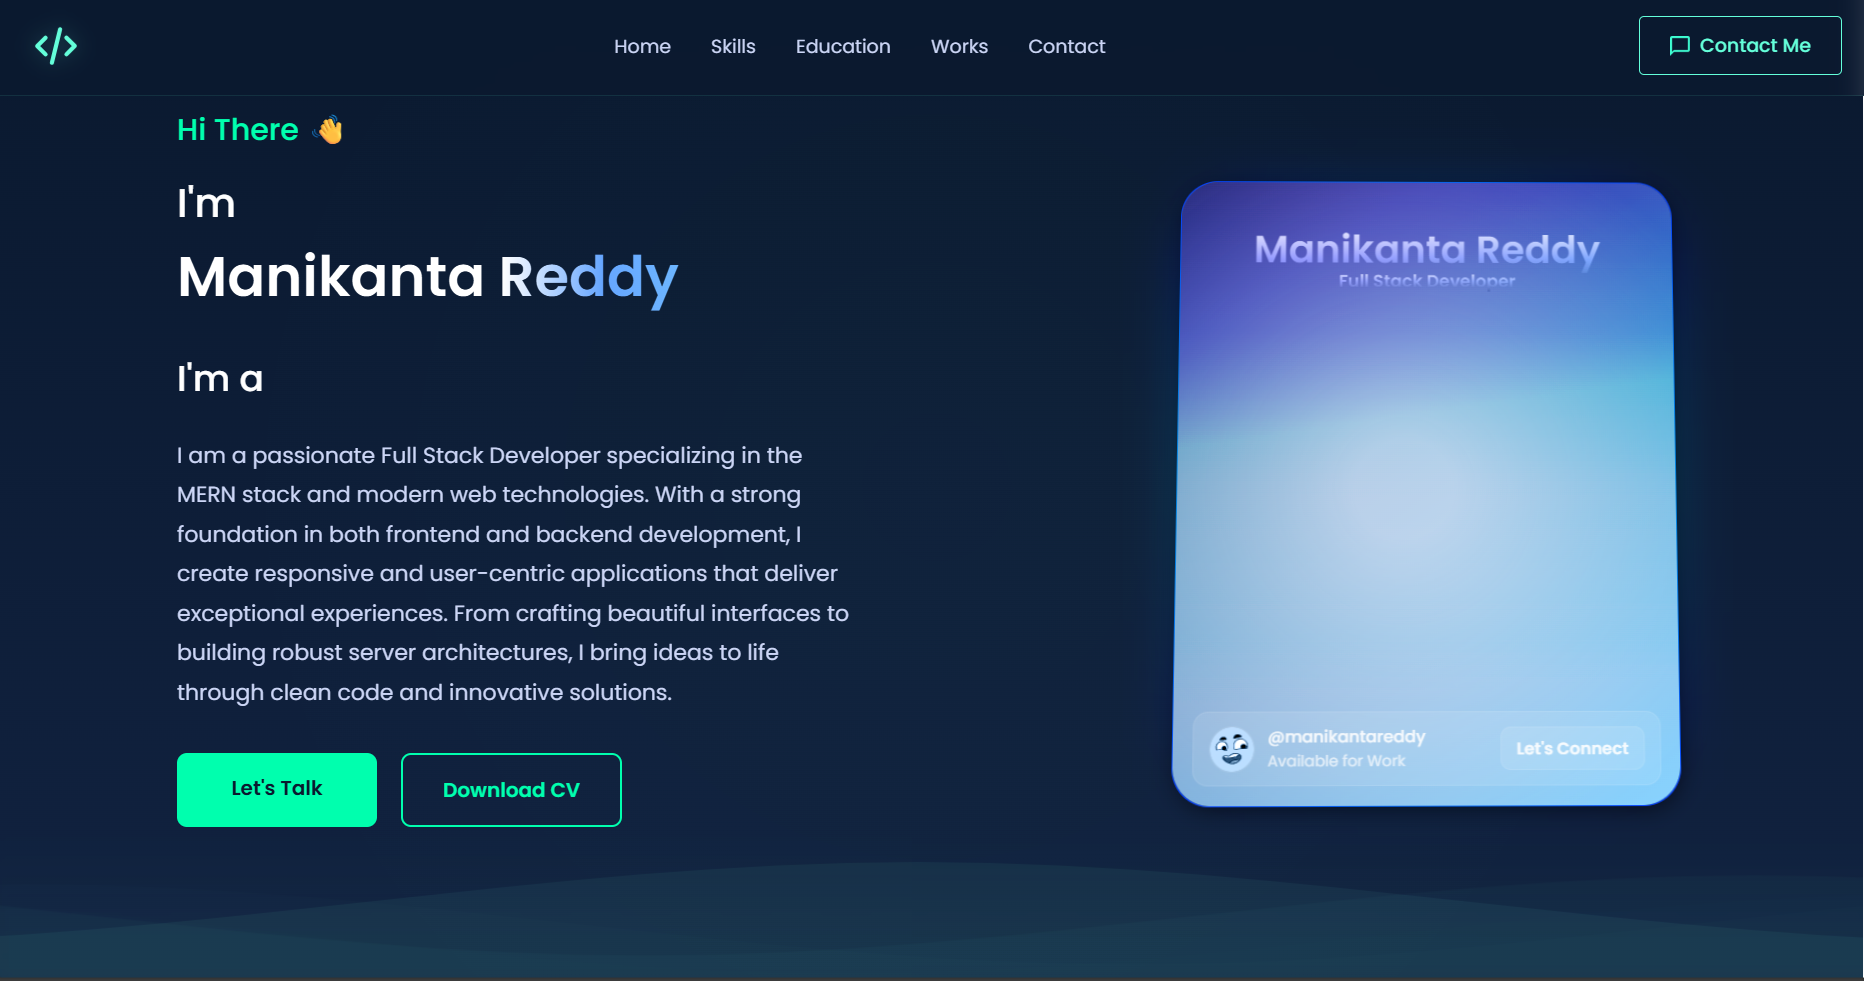 </>
Home
Skills
Education
Works
Contact
Contact Me
Hi There 👋
I'm
Manikanta Reddy
I'm a
I am a passionate Full Stack Developer specializing in the
MERN stack and modern web technologies. With a strong
foundation in both frontend and backend development, I
create responsive and user-centric applications that deliver
exceptional experiences. From crafting beautiful interfaces to
building robust server architectures, I bring ideas to life
through clean code and innovative solutions.
Let's Talk
Download CV
Manikanta Reddy
Full Stack Developer
@manikantareddy
Available for Work
Let's Connect